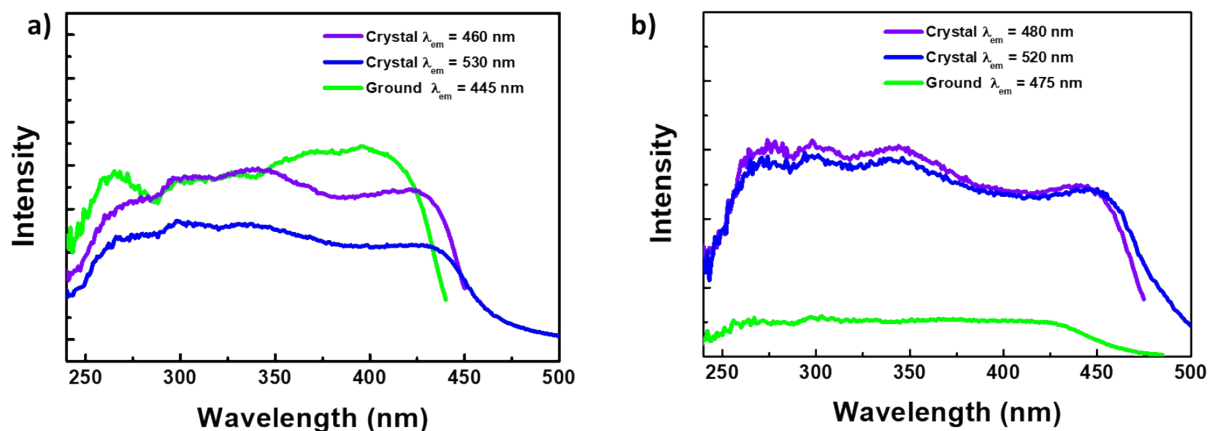 a)
Crystal λem = 460 nm
Crystal λem = 530 nm
Ground λem = 445 nm
Intensity
250 300 350 400 450 500
Wavelength (nm)
b)
Crystal λem = 480 nm
Crystal λem = 520 nm
Ground λem = 475 nm
Intensity
250 300 350 400 450 500
Wavelength (nm)